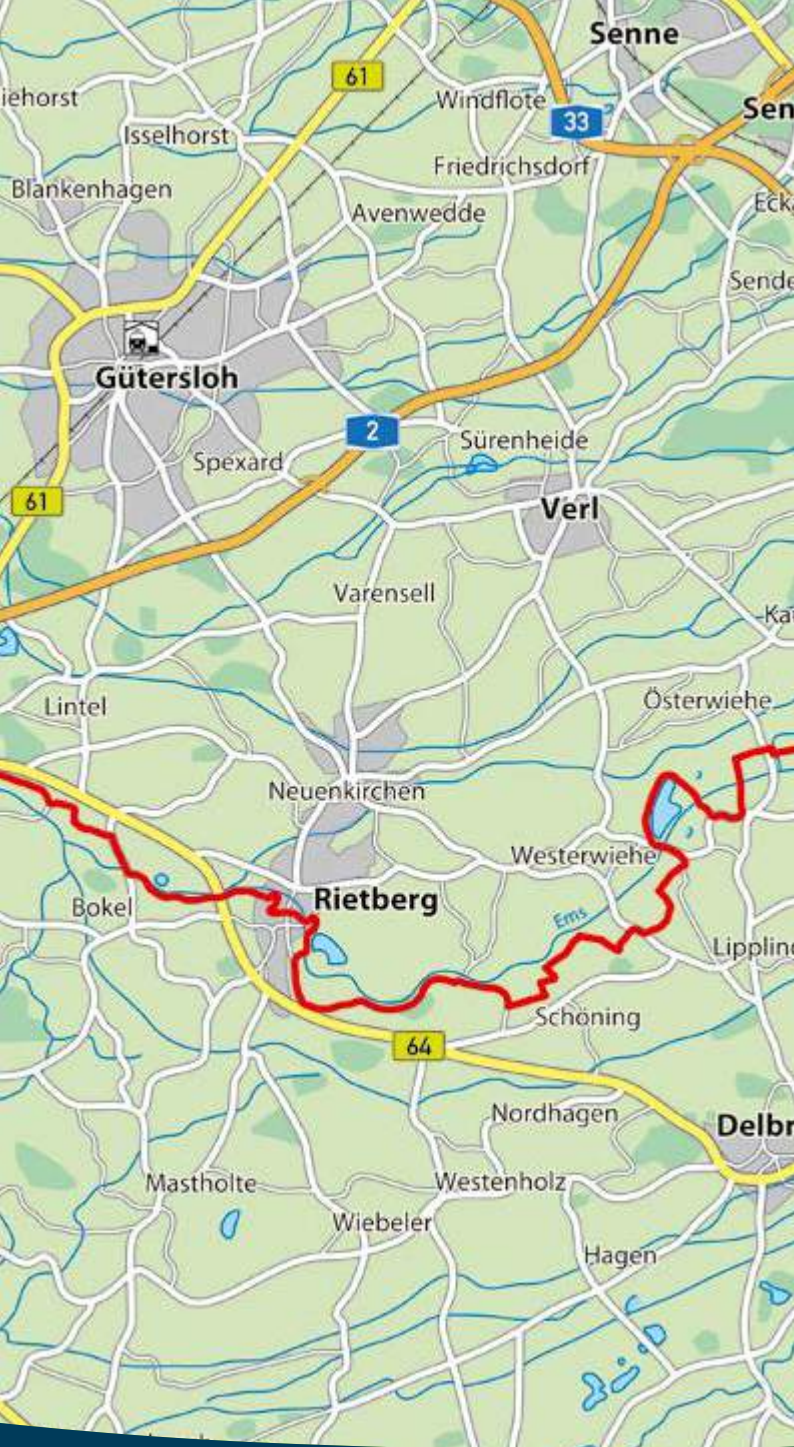 Senne
61
iehorst
Windflöte
33
Sen
Isselhorst
Friedrichsdorf
Blankenhagen
Avenwedde
Eck
Sende
Gütersloh
2
Sürenheide
Spexard
61
Verl
Varensell
Ka
Österwiehe
Lintel
Neuenkirchen
Westerwiehe
Rietberg
Bokel
Ems
Lipplin
Schöning
64
Nordhagen
Delbr
Mastholte
Westenholz
Wiebeler
Hagen